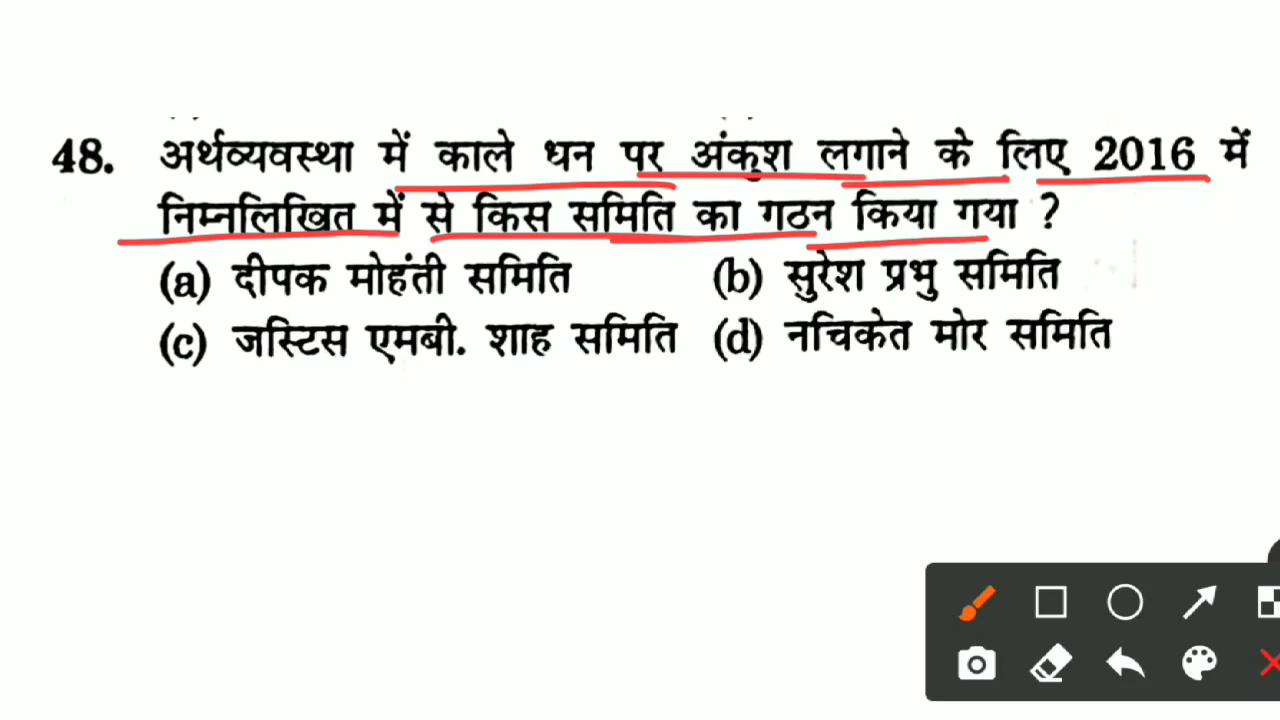 48. अर्थव्यवस्था में काले धन पर अंकुश लगाने के लिए 2016 में
निम्नलिखित में से किस समिति का गठन किया गया ?
(a) दीपक मोहंती समिति (b) सुरेश प्रभु समिति
(c) जस्टिस एमबी. शाह समिति (d) नचिकेत मोर समिति